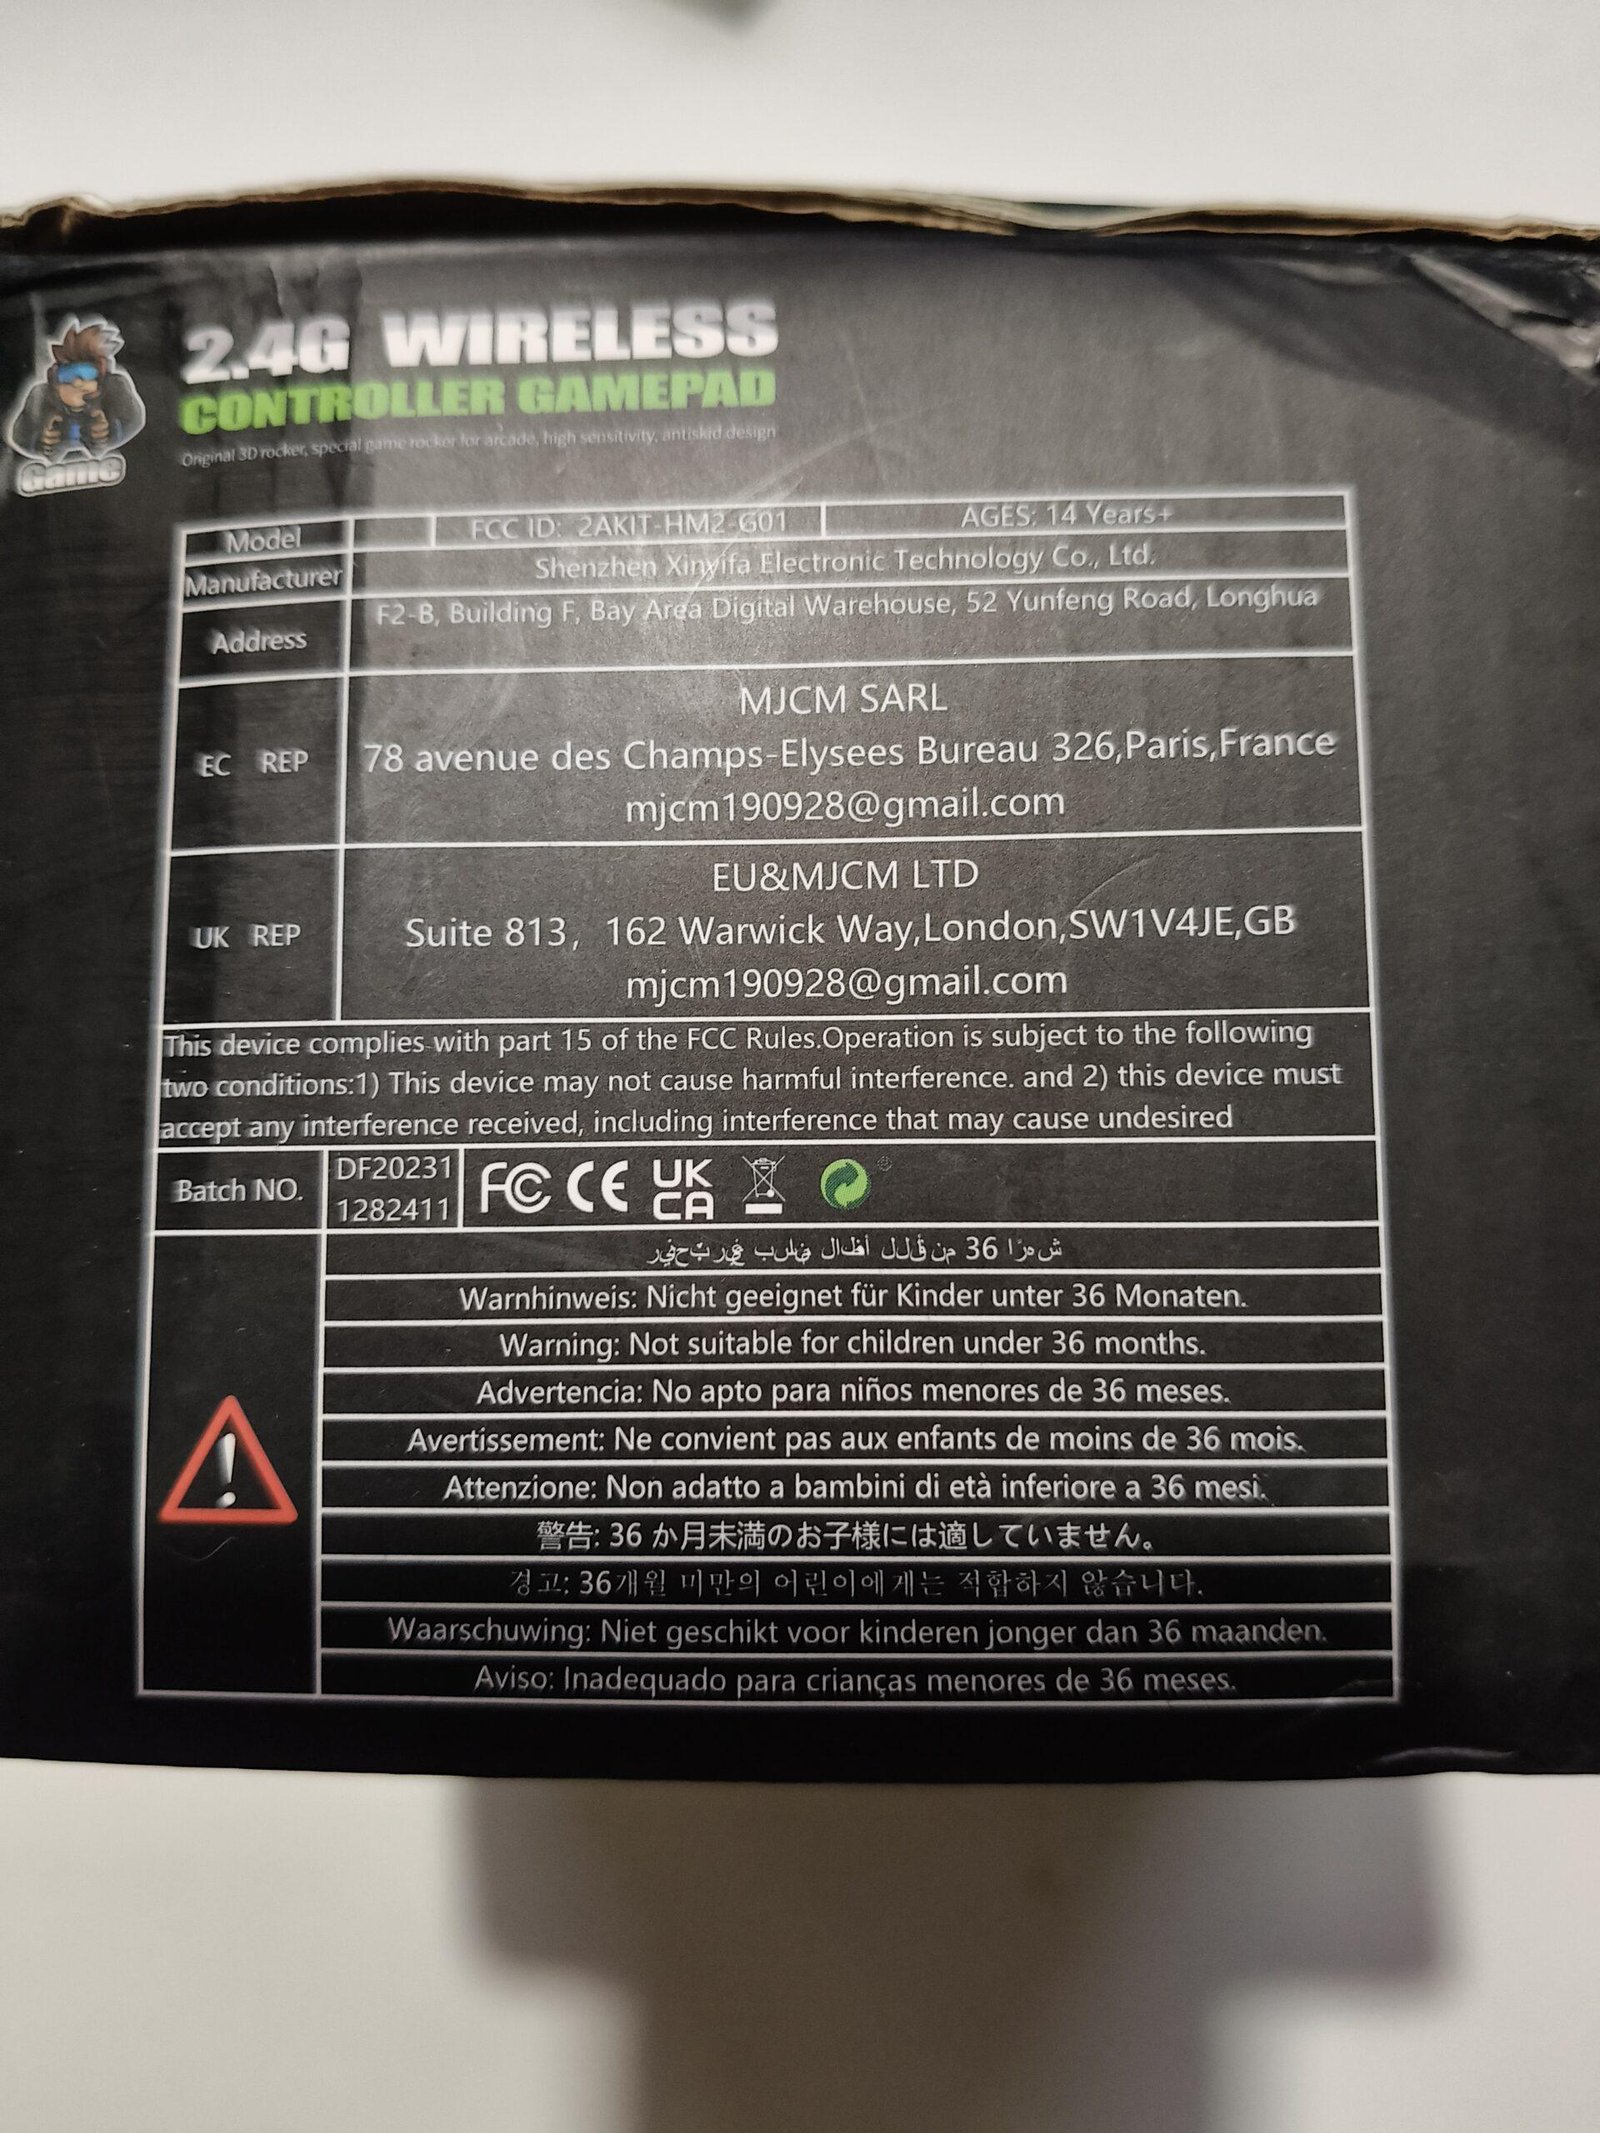 Game
2.4G WIRELESS
CONTROLLER GAMEPAD
Original 3D rocker, special game rocker for arcade, high sensitivity, antiskid design
Model FCC ID: 2AKIT-HM2-G01 AGES: 14 Years+
Manufacturer Shenzhen Xinyifa Electronic Technology Co., Ltd.
Address F2-B, Building F, Bay Area Digital Warehouse, 52 Yunfeng Road, Longhua
EC REP
MJCM SARL
78 avenue des Champs-Elysees Bureau 326,Paris,France
mjcm190928@gmail.com
UK REP
EU&MJCM LTD
Suite 813, 162 Warwick Way,London,SW1V4JE,GB
mjcm190928@gmail.com
This device complies with part 15 of the FCC Rules.Operation is subject to the following
two conditions:1) This device may not cause harmful interference. and 2) this device must
accept any interference received, including interference that may cause undesired
Batch NO.
DF20231
1282411
FC CE UK
CA
36
Warnhinweis: Nicht geeignet für Kinder unter 36 Monaten.
Warning: Not suitable for children under 36 months.
Advertencia: No apto para niños menores de 36 meses.
Avertissement: Ne convient pas aux enfants de moins de 36 mois.
Attenzione: Non adatto a bambini di età inferiore a 36 mesi.
警告: 36 か月未満のお子様には適していません。
경고: 36개월 미만의 어린이에게는 적합하지 않습니다.
Waarschuwing: Niet geschikt voor kinderen jonger dan 36 maanden.
Aviso: Inadequado para crianças menores de 36 meses.